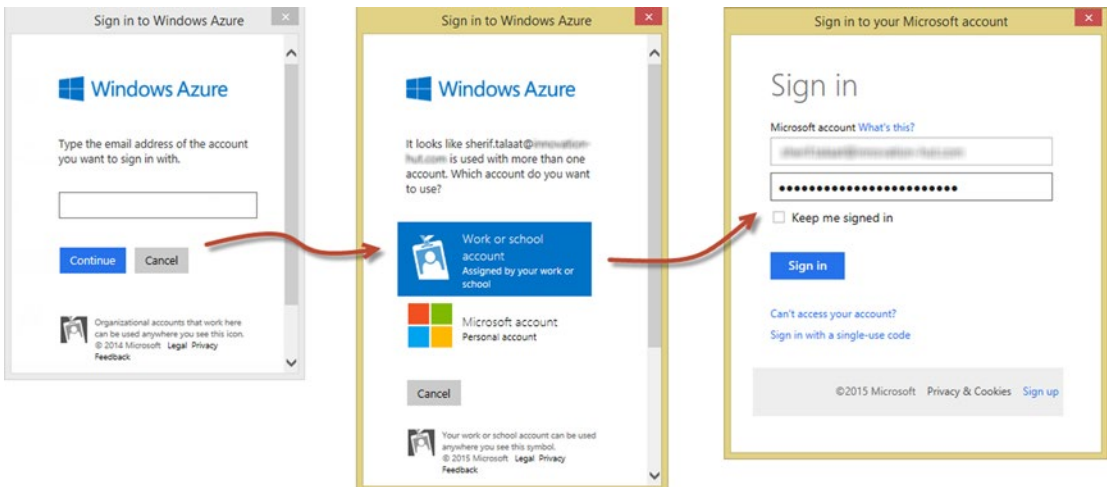 Sign in to Windows Azure
Windows Azure
Type the email address of the account
you want to sign in with.
Continue
Cancel
Organizational accounts that work here
can be used anywhere you see this icon.
© 2014 Microsoft Legal Privacy
Feedback
Sign in to Windows Azure
Windows Azure
It looks like sherif.talaat@
is used with more than one
account. Which account do you want
to use?
Work or school
account
Assigned by your work or
school
Microsoft account
Personal account
Cancel
Your work or school account can be used
anywhere you see this symbol.
© 2015 Microsoft Legal Privacy
Feedback
Sign in to your Microsoft account
Sign in
Microsoft account What's this?
Keep me signed in
Sign in
Can't access your account?
Sign in with a single-use code
©2015 Microsoft Privacy & Cookies Sign up